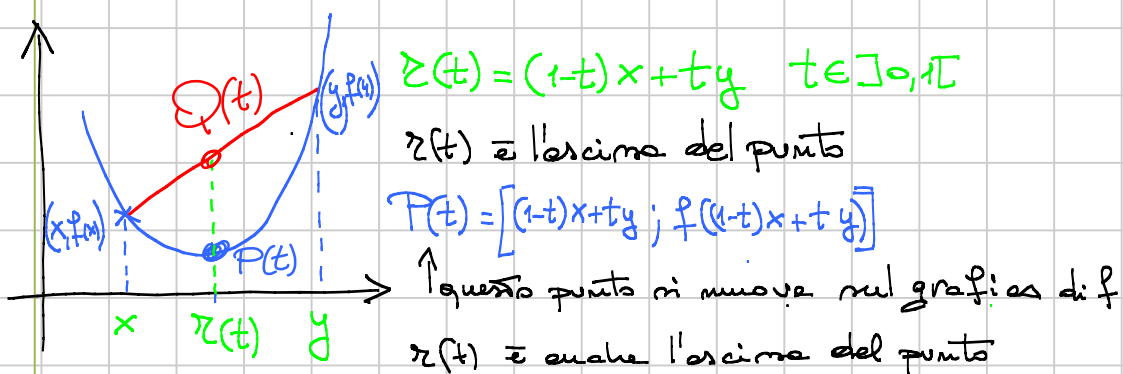 Q(t)
(y,f(y))
(x,f(x))
P(t)
x
r(t)
y
r(t) = (1-t)x+ty t∈]0,1[
r(t) è l'ascissa del punto
P(t) = [(1-t)x+ty ; f((1-t)x+ty)]
↑ questo punto si muove sul grafico di f
r(t) è anche l'ascissa del punto